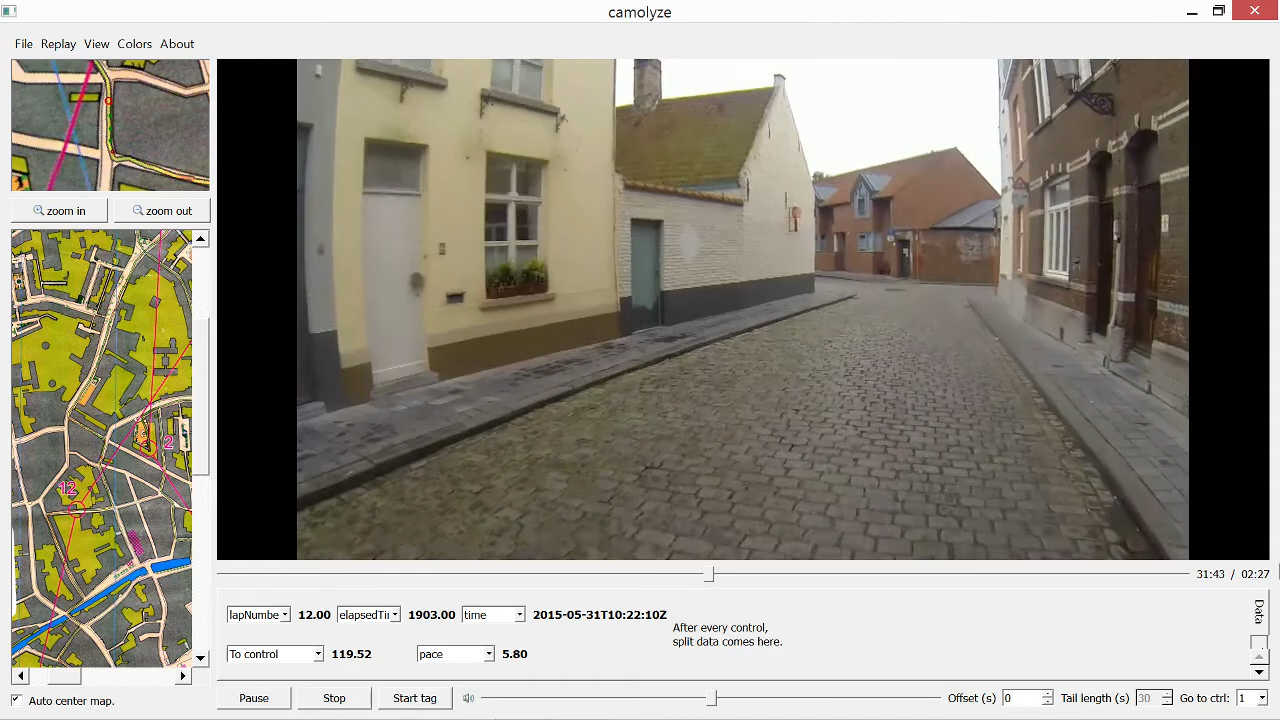 camolyze
File Replay View Colors About
zoom in zoom out
2
12
31:43 / 02:27
lapNumbe 12.00 elapsedTi 1903.00 time 2015-05-31T10:22:10Z
After every control,
split data comes here.
To control 119.52 pace 5.80
Data
Auto center map.
Pause Stop Start tag Offset (s) 0 Tail length (s) 30 Go to ctrl: 1